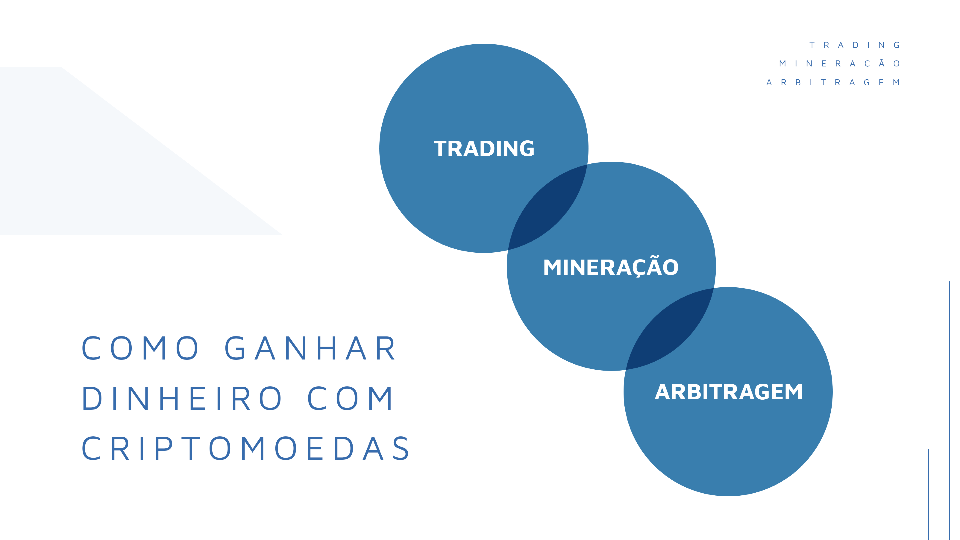 TRADING
MINERAÇÃO
ARBITRAGEM
TRADING
MINERAÇÃO
ARBITRAGEM
COMO GANHAR
DINHEIRO COM
CRIPTOMOEDAS